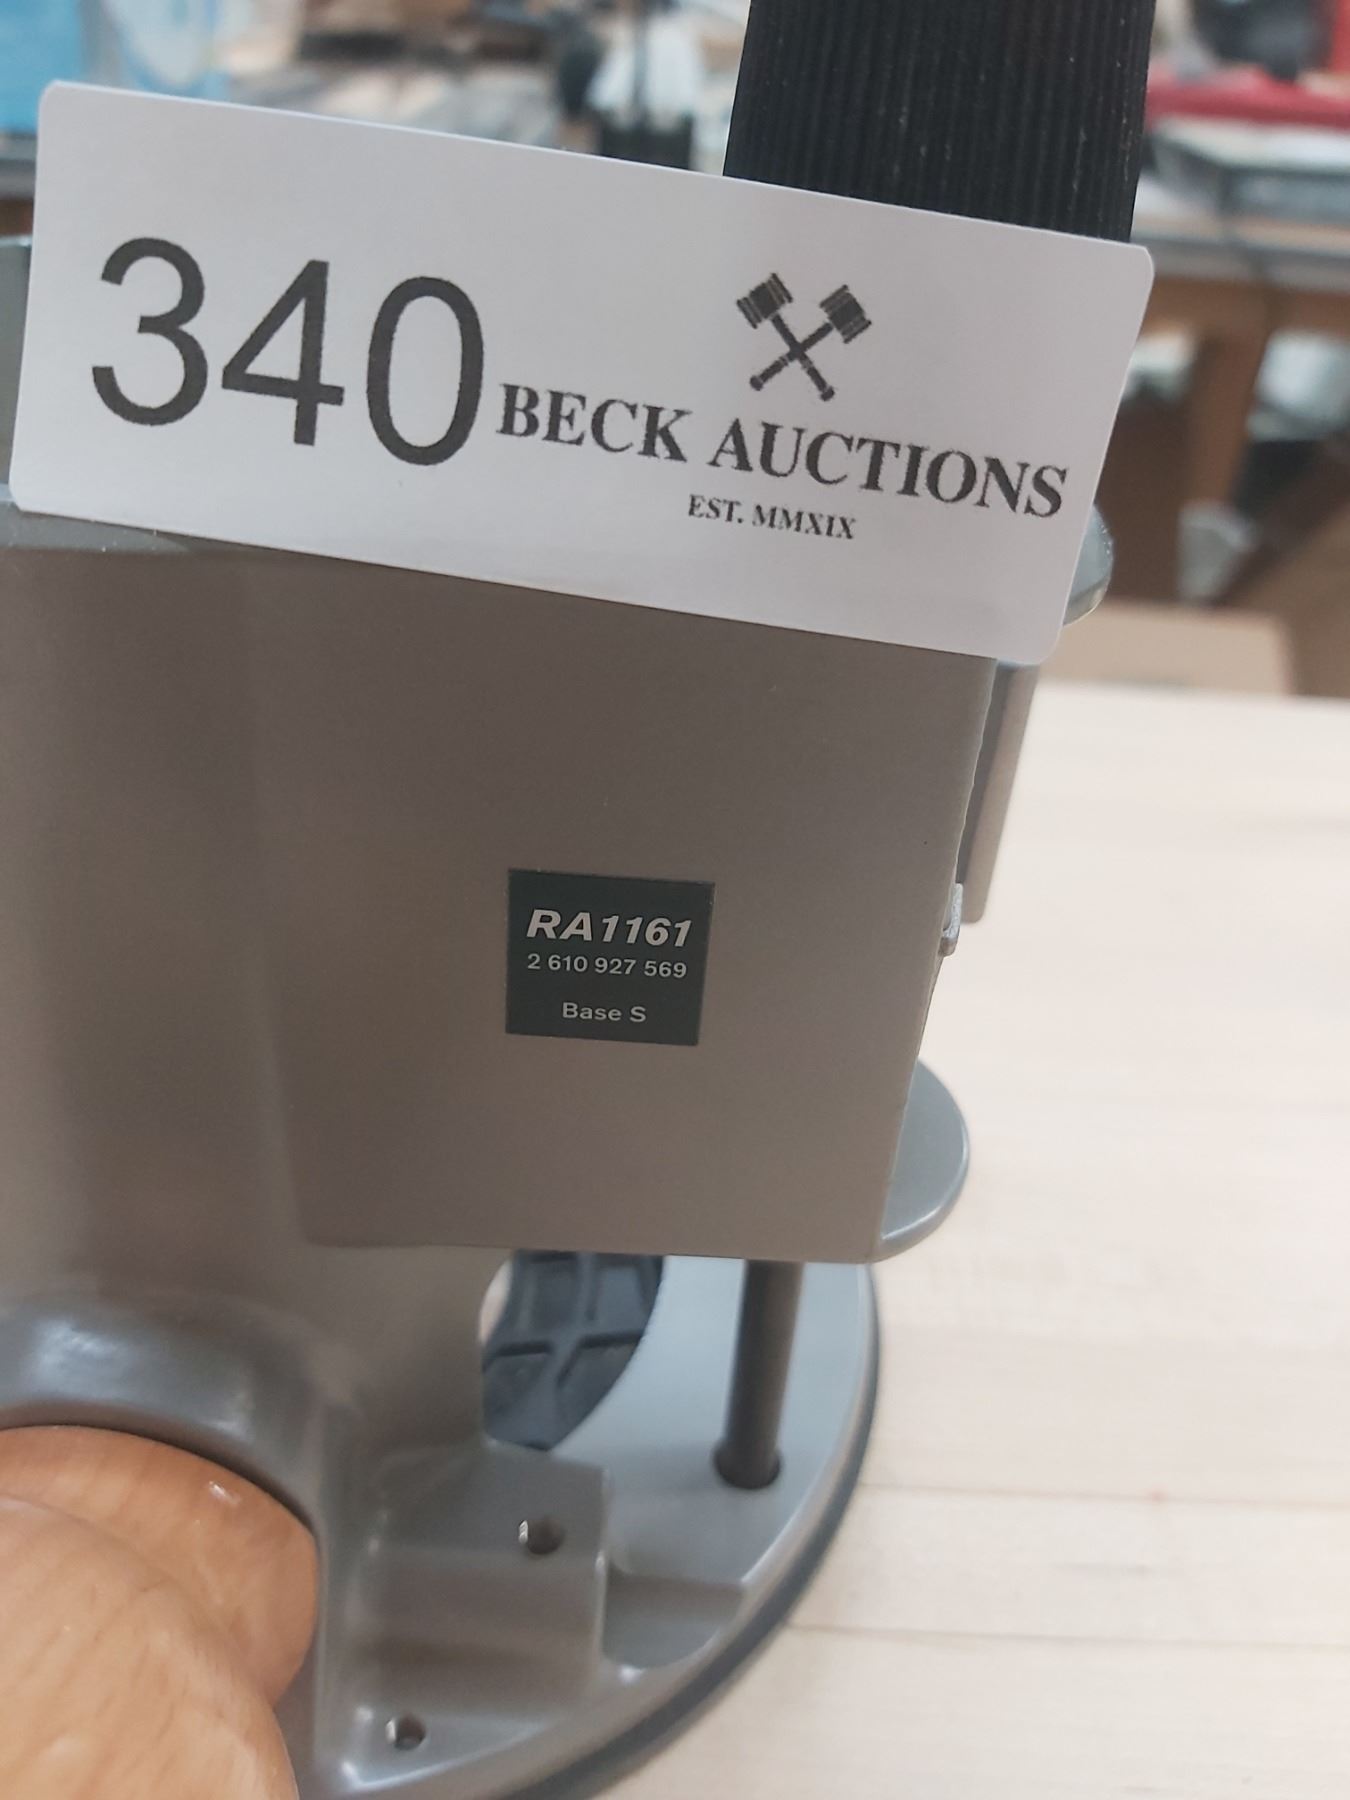 340 BECK AUCTIONS
EST. MMXIX
RA1161
2 610 927 569
Base S